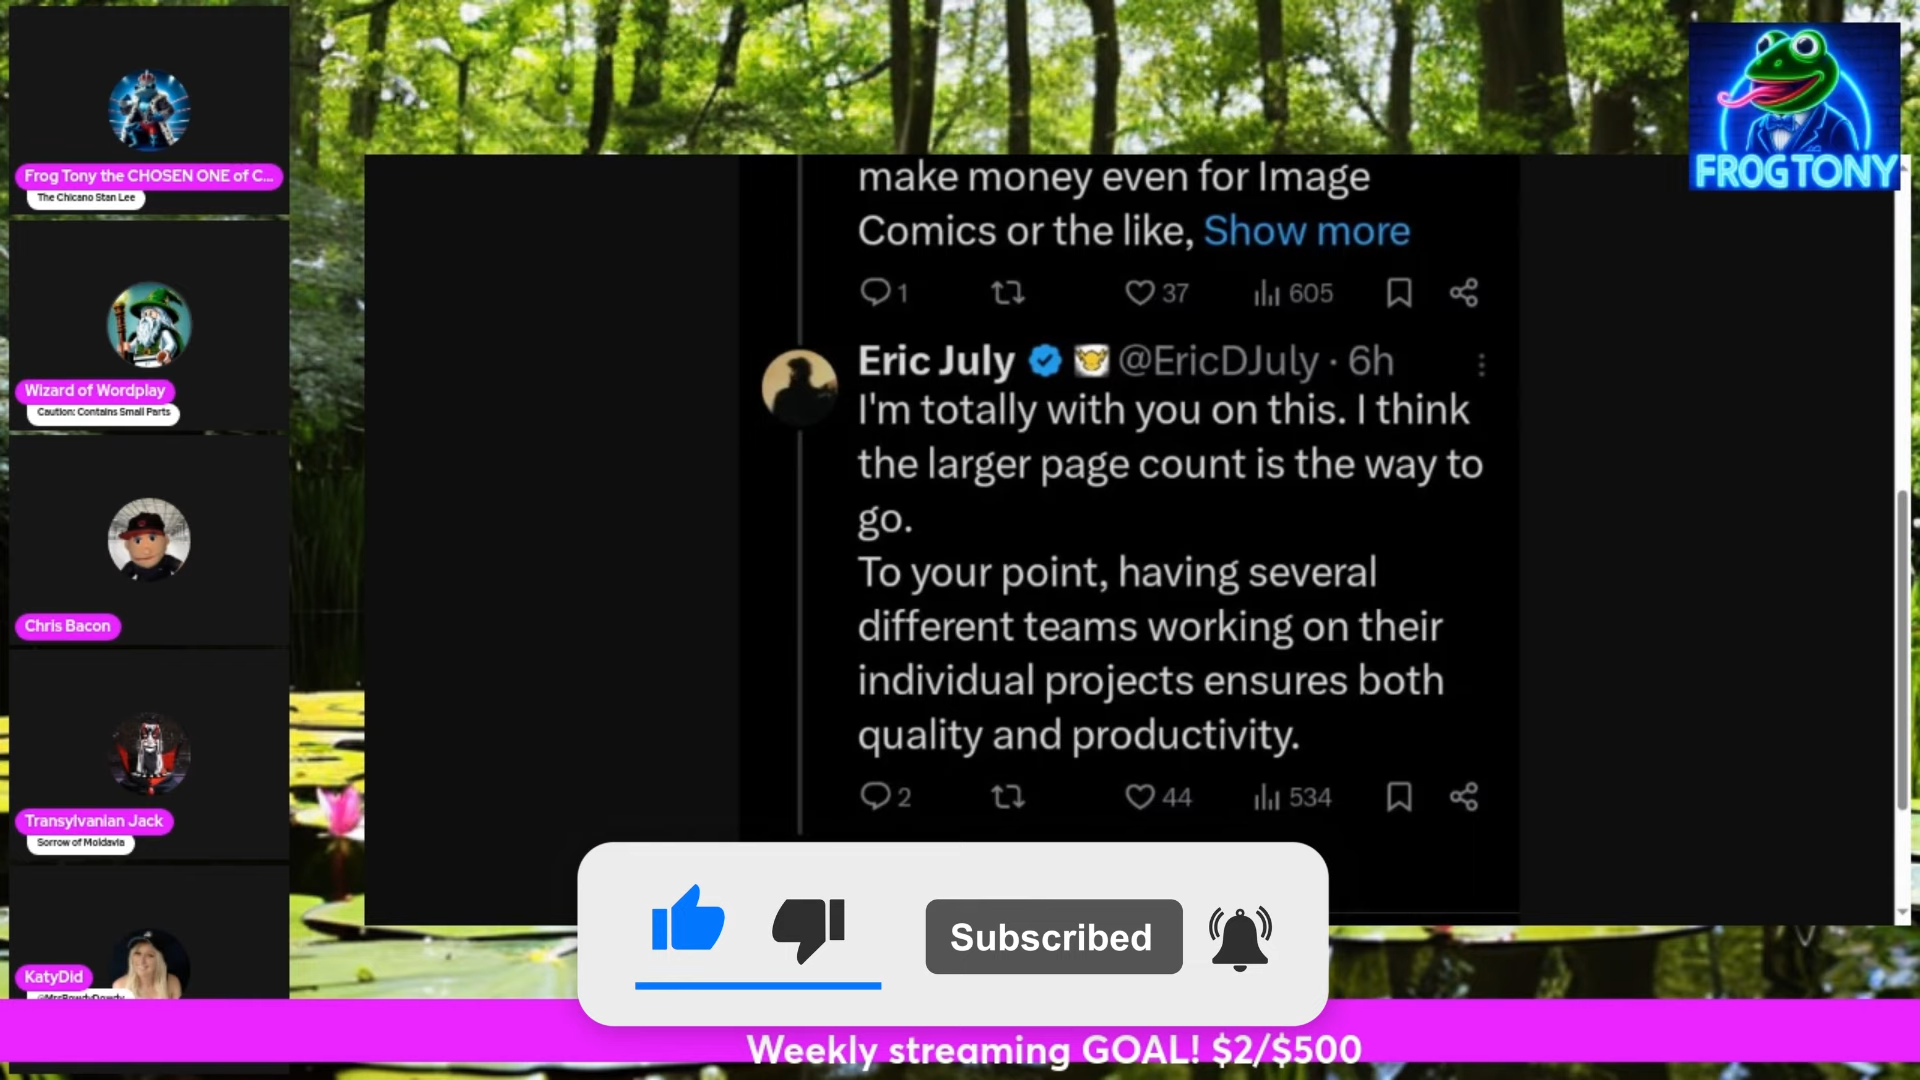 Frog Tony the CHOSEN ONE of C...
The Chicano Stan Lee
Wizard of Wordplay
Caution: Contains Small Parts
Chris Bacon
Transylvanian Jack
Sorrow of Moldavia
KatyDid
@MrsRowdyDowdy
FROGTONY
make money even for Image
Comics or the like, Show more
1 37 605
Eric July @EricDJuly · 6h
I'm totally with you on this. I think
the larger page count is the way to
go.
To your point, having several
different teams working on their
individual projects ensures both
quality and productivity.
2 44 534
Subscribed
Weekly streaming GOAL! $2/$500